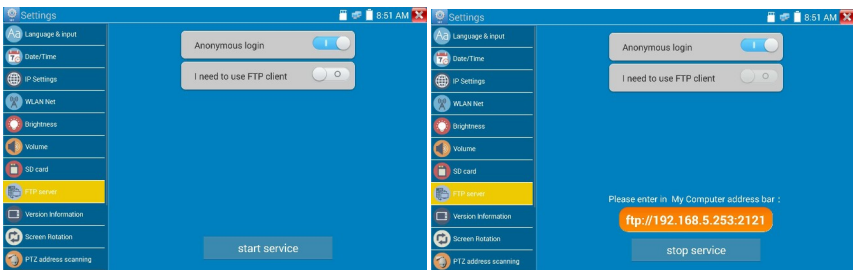 Settings
8:51 AM
Language & input
Date/Time
IP Settings
WLAN Net
Brightness
Volume
SD card
FTP server
Version Information
Screen Rotation
PTZ address scanning
Anonymous login
I need to use FTP client
start service
Settings
8:51 AM
Language & input
Date/Time
IP Settings
WLAN Net
Brightness
Volume
SD card
FTP server
Version Information
Screen Rotation
PTZ address scanning
Anonymous login
I need to use FTP client
Please enter in My Computer address bar :
ftp://192.168.5.253:2121
stop service